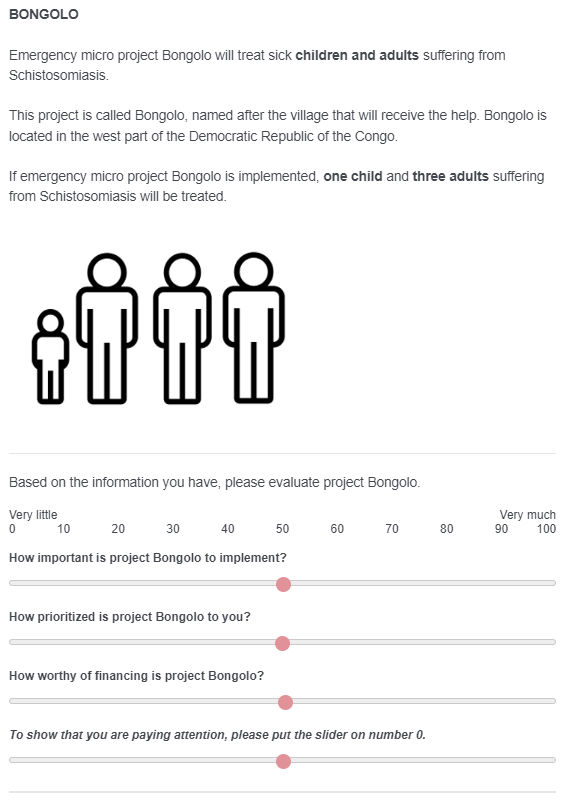 BONGOLO
Emergency micro project Bongolo will treat sick children and adults suffering from
Schistosomiasis.
This project is called Bongolo, named after the village that will receive the help. Bongolo is
located in the west part of the Democratic Republic of the Congo.
If emergency micro project Bongolo is implemented, one child and three adults suffering
from Schistosomiasis will be treated.
Based on the information you have, please evaluate project Bongolo.
Very little Very much
0 10 20 30 40 50 60 70 80 90 100
How important is project Bongolo to implement?
How prioritized is project Bongolo to you?
How worthy of financing is project Bongolo?
To show that you are paying attention, please put the slider on number 0.